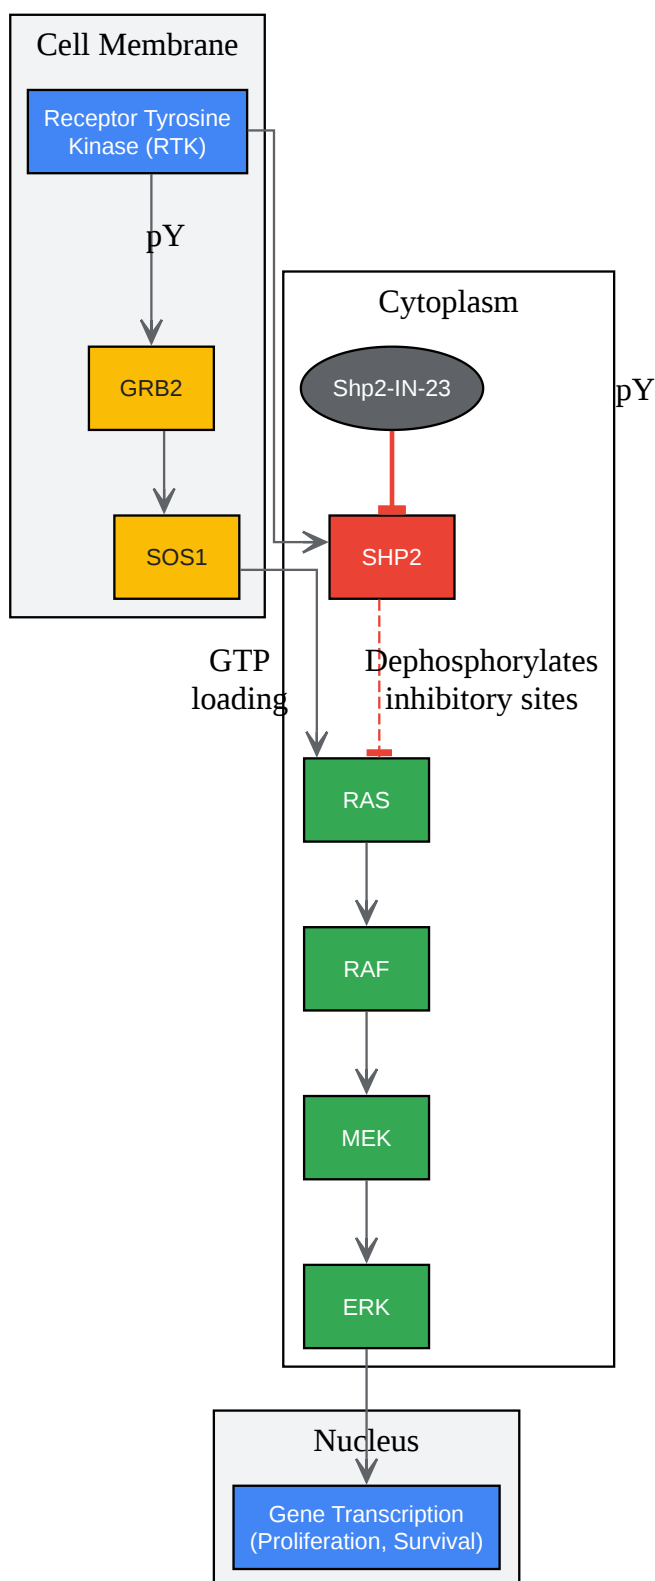 Cell Membrane
Receptor Tyrosine
Kinase (RTK)
pY
Cytoplasm
GRB2
Shp2-IN-23
pY
SOS1
SHP2
GTP
loading
Dephosphorylates
inhibitory sites
RAS
RAF
MEK
ERK
Nucleus
Gene Transcription
(Proliferation, Survival)